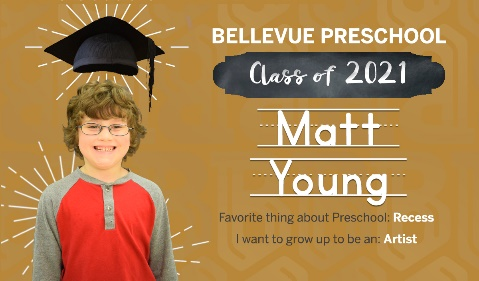 BELLEVUE PRESCHOOL
Class of 2021
Matt
Young
Favorite thing about Preschool: Recess
I want to grow up to be an: Artist